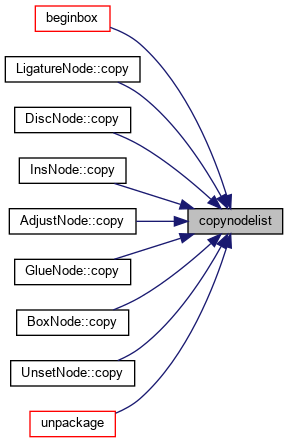 beginbox
LigatureNode::copy
DiscNode::copy
InsNode::copy
AdjustNode::copy
copynodelist
GlueNode::copy
BoxNode::copy
UnsetNode::copy
unpackage